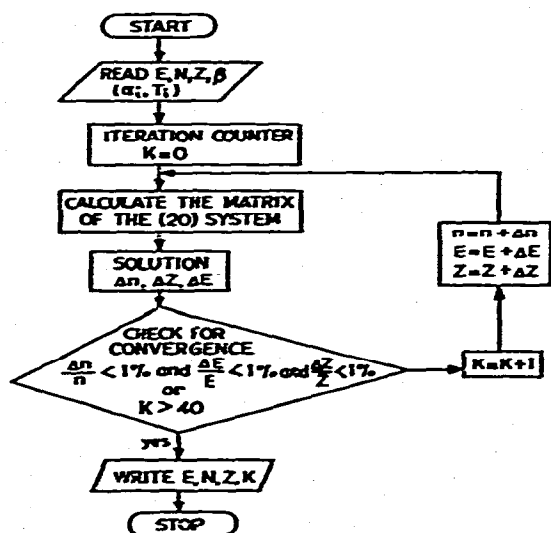 START
READ E,N,Z,β
(αi, Ti)
ITERATION COUNTER
K=0
CALCULATE THE MATRIX
OF THE (20) SYSTEM
SOLUTION
Δn, ΔZ, ΔE
CHECK FOR
CONVERGENCE
Δn/n < 1% and ΔE/E < 1% and ΔZ/Z < 1%
or
K > 40
yes
WRITE E,N,Z,K
STOP
K=K+1
n=n+Δn
E=E+ΔE
Z=Z+ΔZ